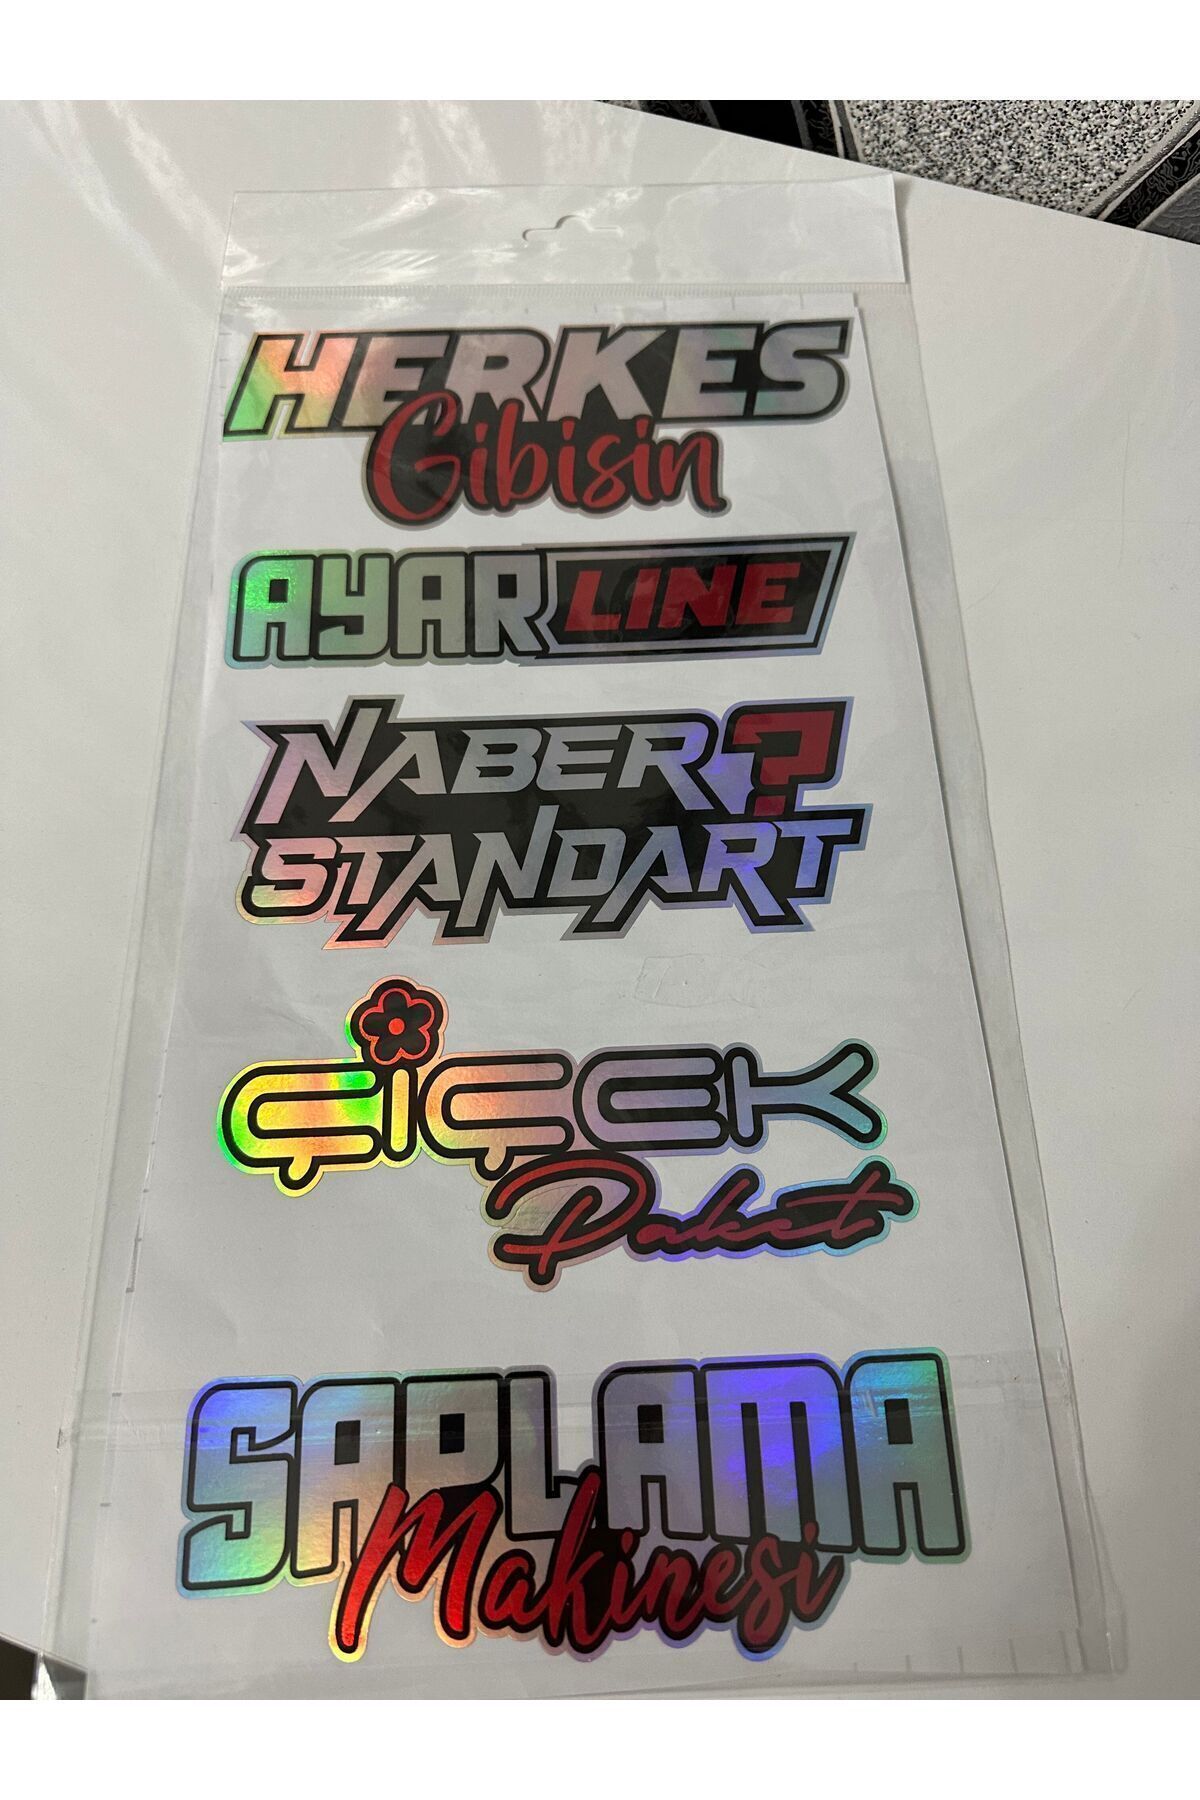 HERKES
Gibisin
AYAR LINE
NABER?
STANDART
ÇİÇEK
Paket
SAPLAMA
Makinesi